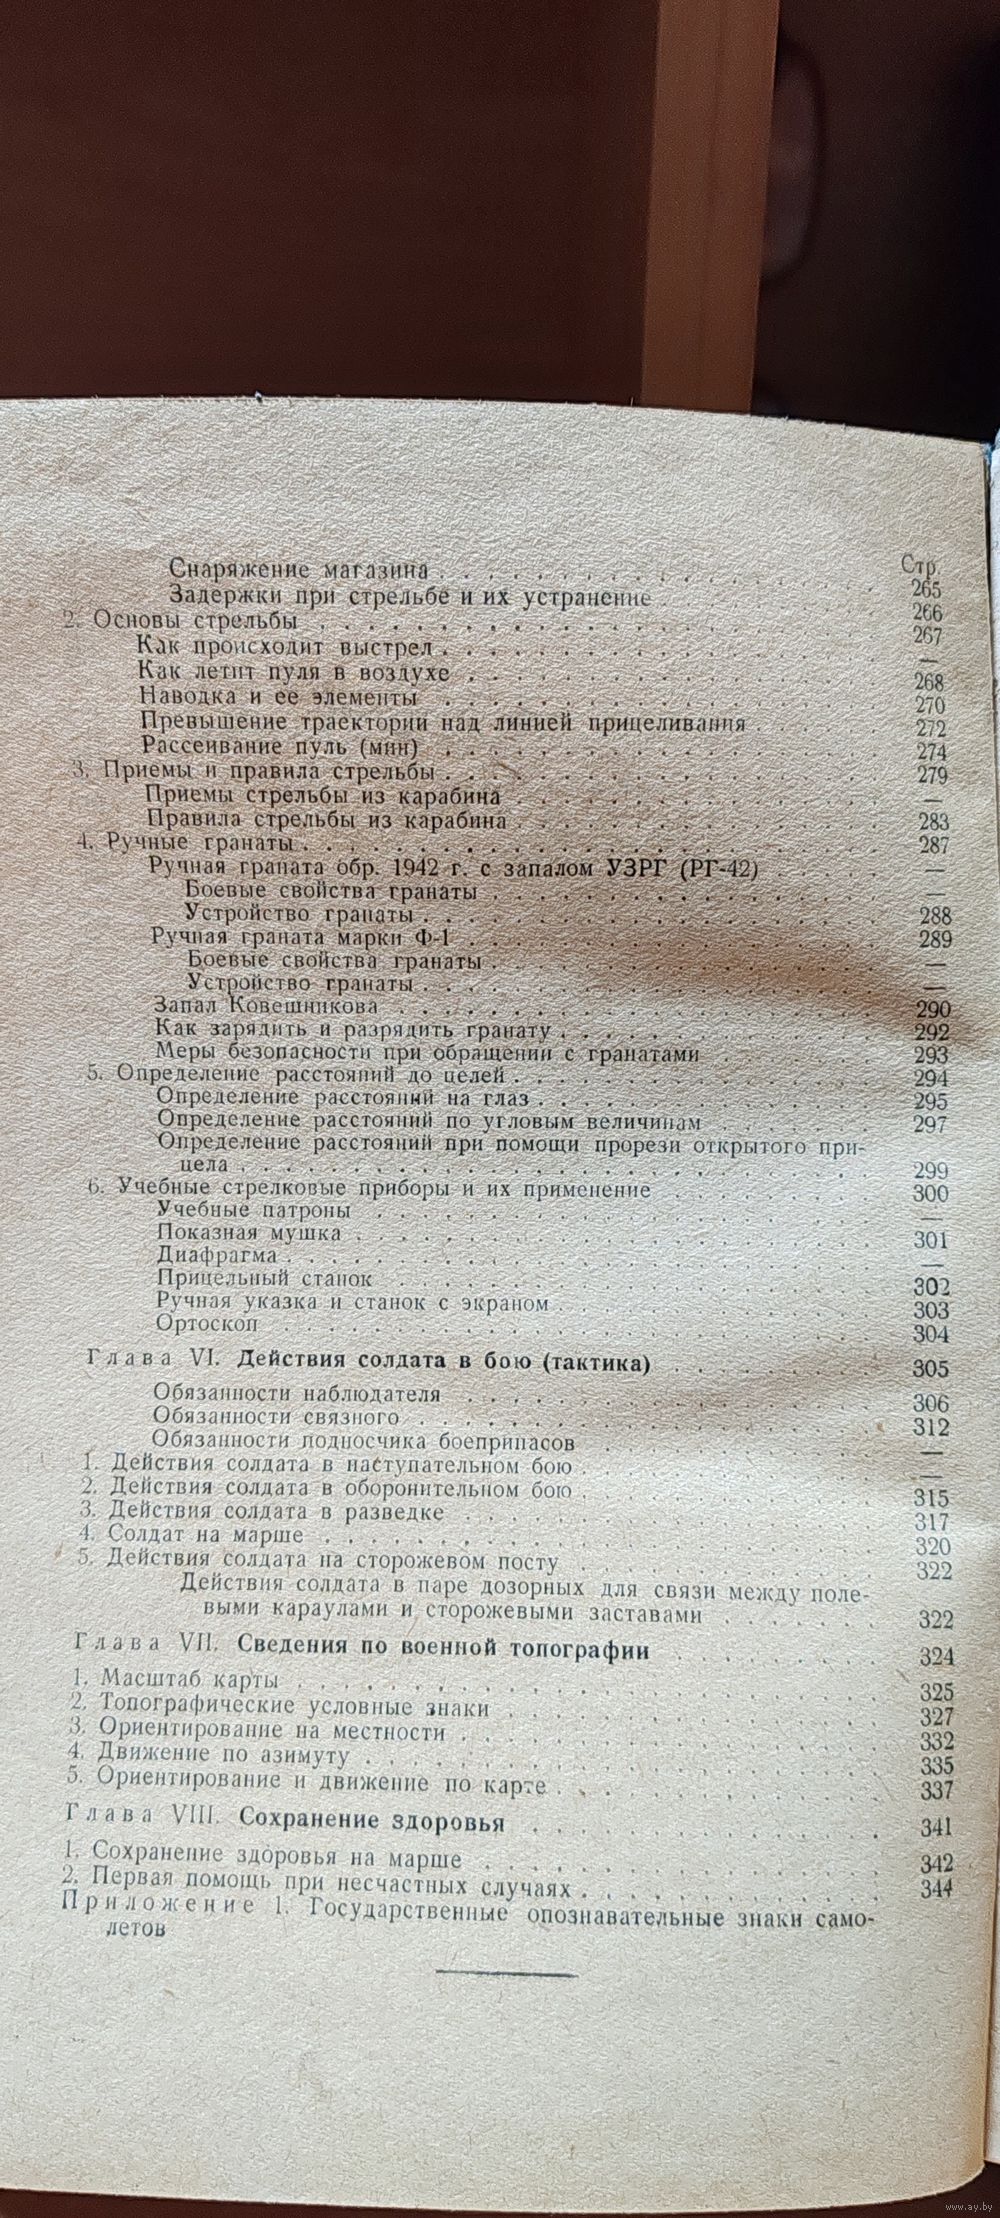 Стр.
Снаряжение магазина . . . . . . . . . . . . 265
Задержки при стрельбе и их устранение . . . . . . . 266
2. Основы стрельбы . . . . . . . . . . . . . . 267
Как происходит выстрел . . . . . . . . . . . . —
Как летит пуля в воздухе . . . . . . . . . . . 268
Наводка и ее элементы . . . . . . . . . . . . 270
Превышение траектории над линией прицеливания . . . . 272
Рассеивание пуль (мин) . . . . . . . . . . . . 274
3. Приемы и правила стрельбы . . . . . . . . . . . 279
Приемы стрельбы из карабина . . . . . . . . . . —
Правила стрельбы из карабина . . . . . . . . . . 283
4. Ручные гранаты . . . . . . . . . . . . . . . 287
Ручная граната обр. 1942 г. с запалом УЗРГ (РГ-42) . . . . —
Боевые свойства гранаты . . . . . . . . . . . —
Устройство гранаты . . . . . . . . . . . . . 288
Ручная граната марки Ф-1 . . . . . . . . . . . 289
Боевые свойства гранаты . . . . . . . . . . . —
Устройство гранаты . . . . . . . . . . . . . —
Запал Ковешникова . . . . . . . . . . . . . 290
Как зарядить и разрядить гранату . . . . . . . . . 292
Меры безопасности при обращении с гранатами . . . . . 293
5. Определение расстояний до целей . . . . . . . . . 294
Определение расстояний на глаз . . . . . . . . . 295
Определение расстояний по угловым величинам . . . . . 297
Определение расстояний при помощи прорези открытого при-
цела . . . . . . . . . . . . . . . . . . 299
6. Учебные стрелковые приборы и их применение . . . . . . 300
Учебные патроны . . . . . . . . . . . . . . —
Показная мушка . . . . . . . . . . . . . . 301
Диафрагма . . . . . . . . . . . . . . . . —
Прицельный станок . . . . . . . . . . . . . 302
Ручная указка и станок с экраном . . . . . . . . . 303
Ортоскоп . . . . . . . . . . . . . . . . 304
Глава VI. Действия солдата в бою (тактика) . . . . . . . 305
Обязанности наблюдателя . . . . . . . . . . . 306
Обязанности связного . . . . . . . . . . . . 312
Обязанности подносчика боеприпасов . . . . . . . . —
1. Действия солдата в наступательном бою . . . . . . . . —
2. Действия солдата в оборонительном бою . . . . . . . . 315
3. Действия солдата в разведке . . . . . . . . . . . 317
4. Солдат на марше . . . . . . . . . . . . . . . 320
5. Действия солдата на сторожевом посту . . . . . . . . 322
Действия солдата в паре дозорных для связи между поле-
выми караулами и сторожевыми заставами . . . . . . 322
Глава VII. Сведения по военной топографии . . . . . . . 324
1. Масштаб карты . . . . . . . . . . . . . . . . 325
2. Топографические условные знаки . . . . . . . . . . 327
3. Ориентирование на местности . . . . . . . . . . . 332
4. Движение по азимуту . . . . . . . . . . . . . . 335
5. Ориентирование и движение по карте . . . . . . . . . 337
Глава VIII. Сохранение здоровья . . . . . . . . . . . 341
1. Сохранение здоровья на марше . . . . . . . . . . . 342
2. Первая помощь при несчастных случаях . . . . . . . . 344
Приложение 1. Государственные опознавательные знаки само-
летов
www.ay.by